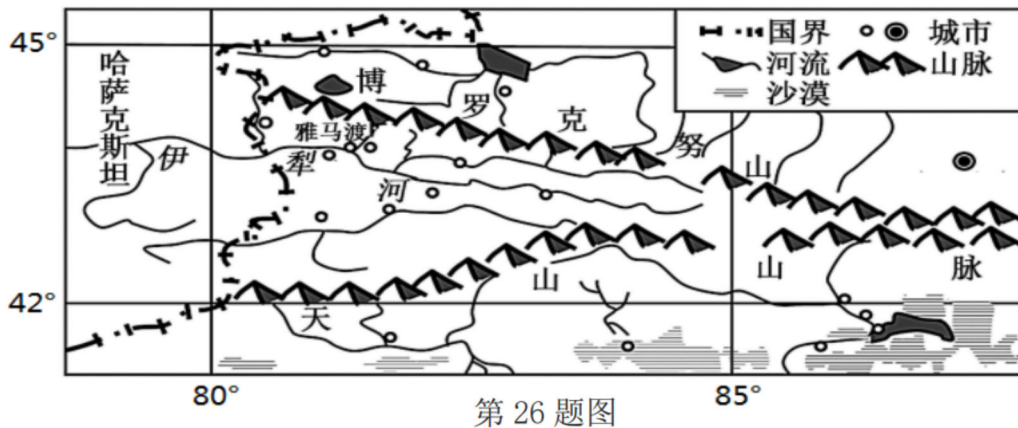 45°
42°
80°
85°
哈萨克斯坦
伊
犁
河
雅马渡
博
罗
克
努
山
天
山
山
脉
国界
城市
河流
山脉
沙漠
第 26 题图